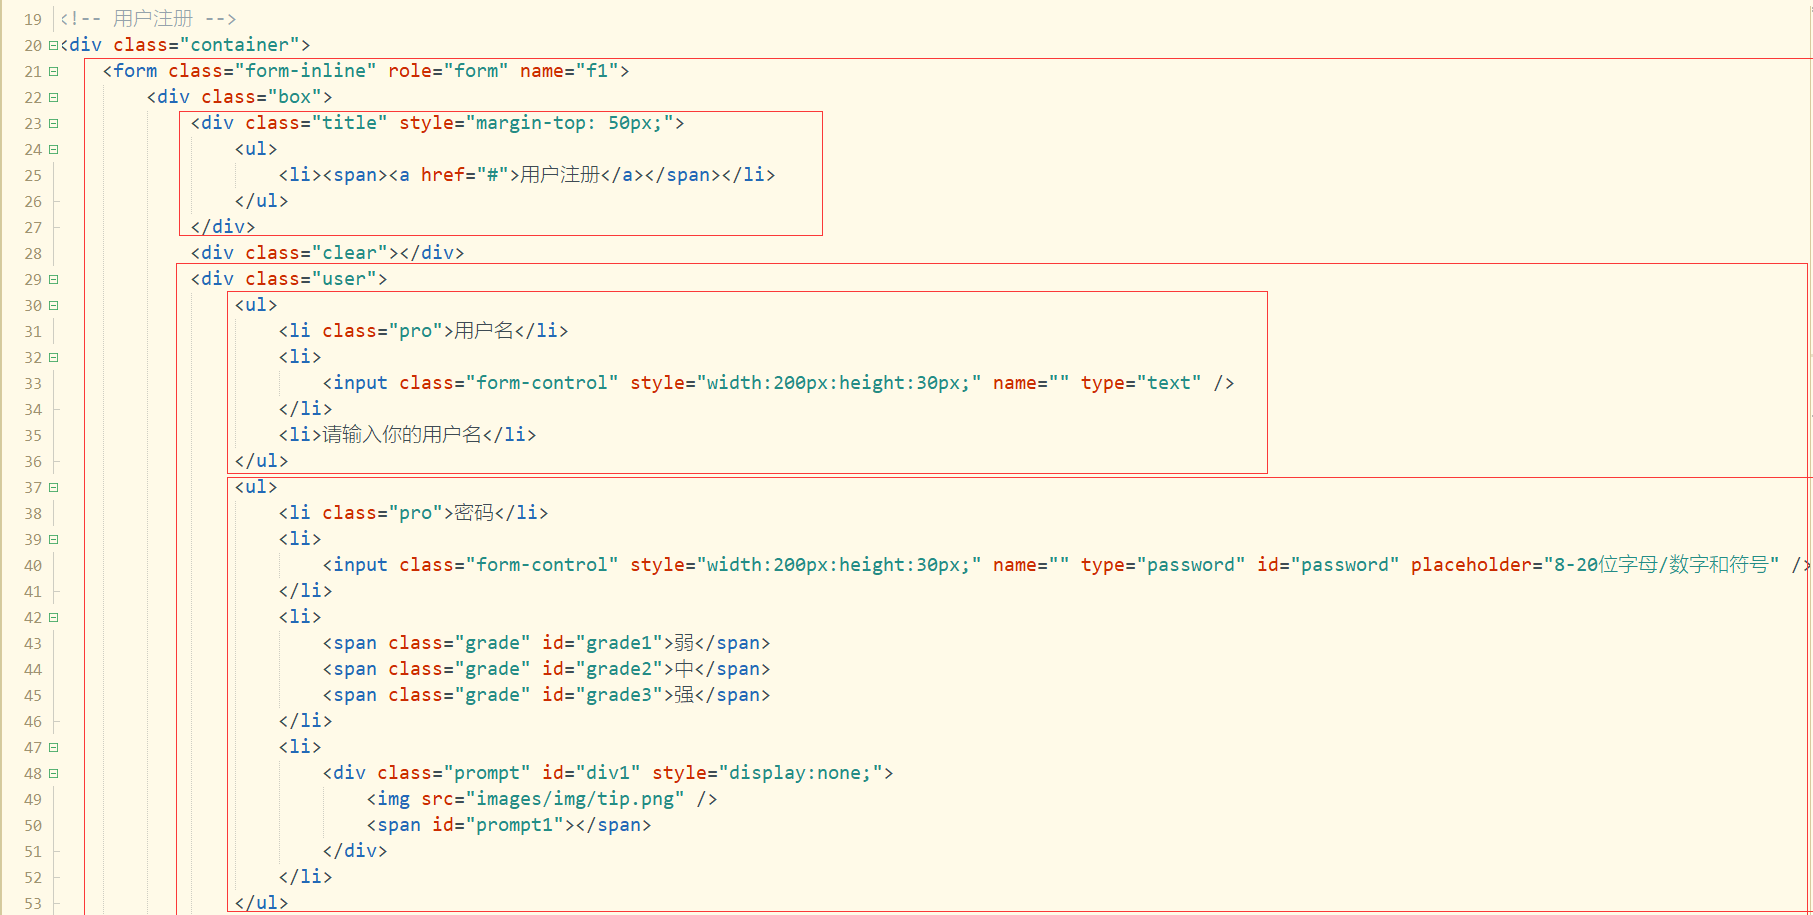 19 <!-- 用户注册 -->
20 <div class="container">
21 <form class="form-inline" role="form" name="f1">
22 <div class="box">
23 <div class="title" style="margin-top: 50px;">
24 <ul>
25 <li><span><a href="#">用户注册</a></span></li>
26 </ul>
27 </div>
28 <div class="clear"></div>
29 <div class="user">
30 <ul>
31 <li class="pro">用户名</li>
32 <li>
33 <input class="form-control" style="width:200px:height:30px;" name="" type="text" />
34 </li>
35 <li>请输入你的用户名</li>
36 </ul>
37 <ul>
38 <li class="pro">密码</li>
39 <li>
40 <input class="form-control" style="width:200px:height:30px;" name="" type="password" id="password" placeholder="8-20位字母/数字和符号" />
41 </li>
42 <li>
43 <span class="grade" id="grade1">弱</span>
44 <span class="grade" id="grade2">中</span>
45 <span class="grade" id="grade3">强</span>
46 </li>
47 <li>
48 <div class="prompt" id="div1" style="display:none;">
49 <img src="images/img/tip.png" />
50 <span id="prompt1"></span>
51 </div>
52 </li>
53 </ul>